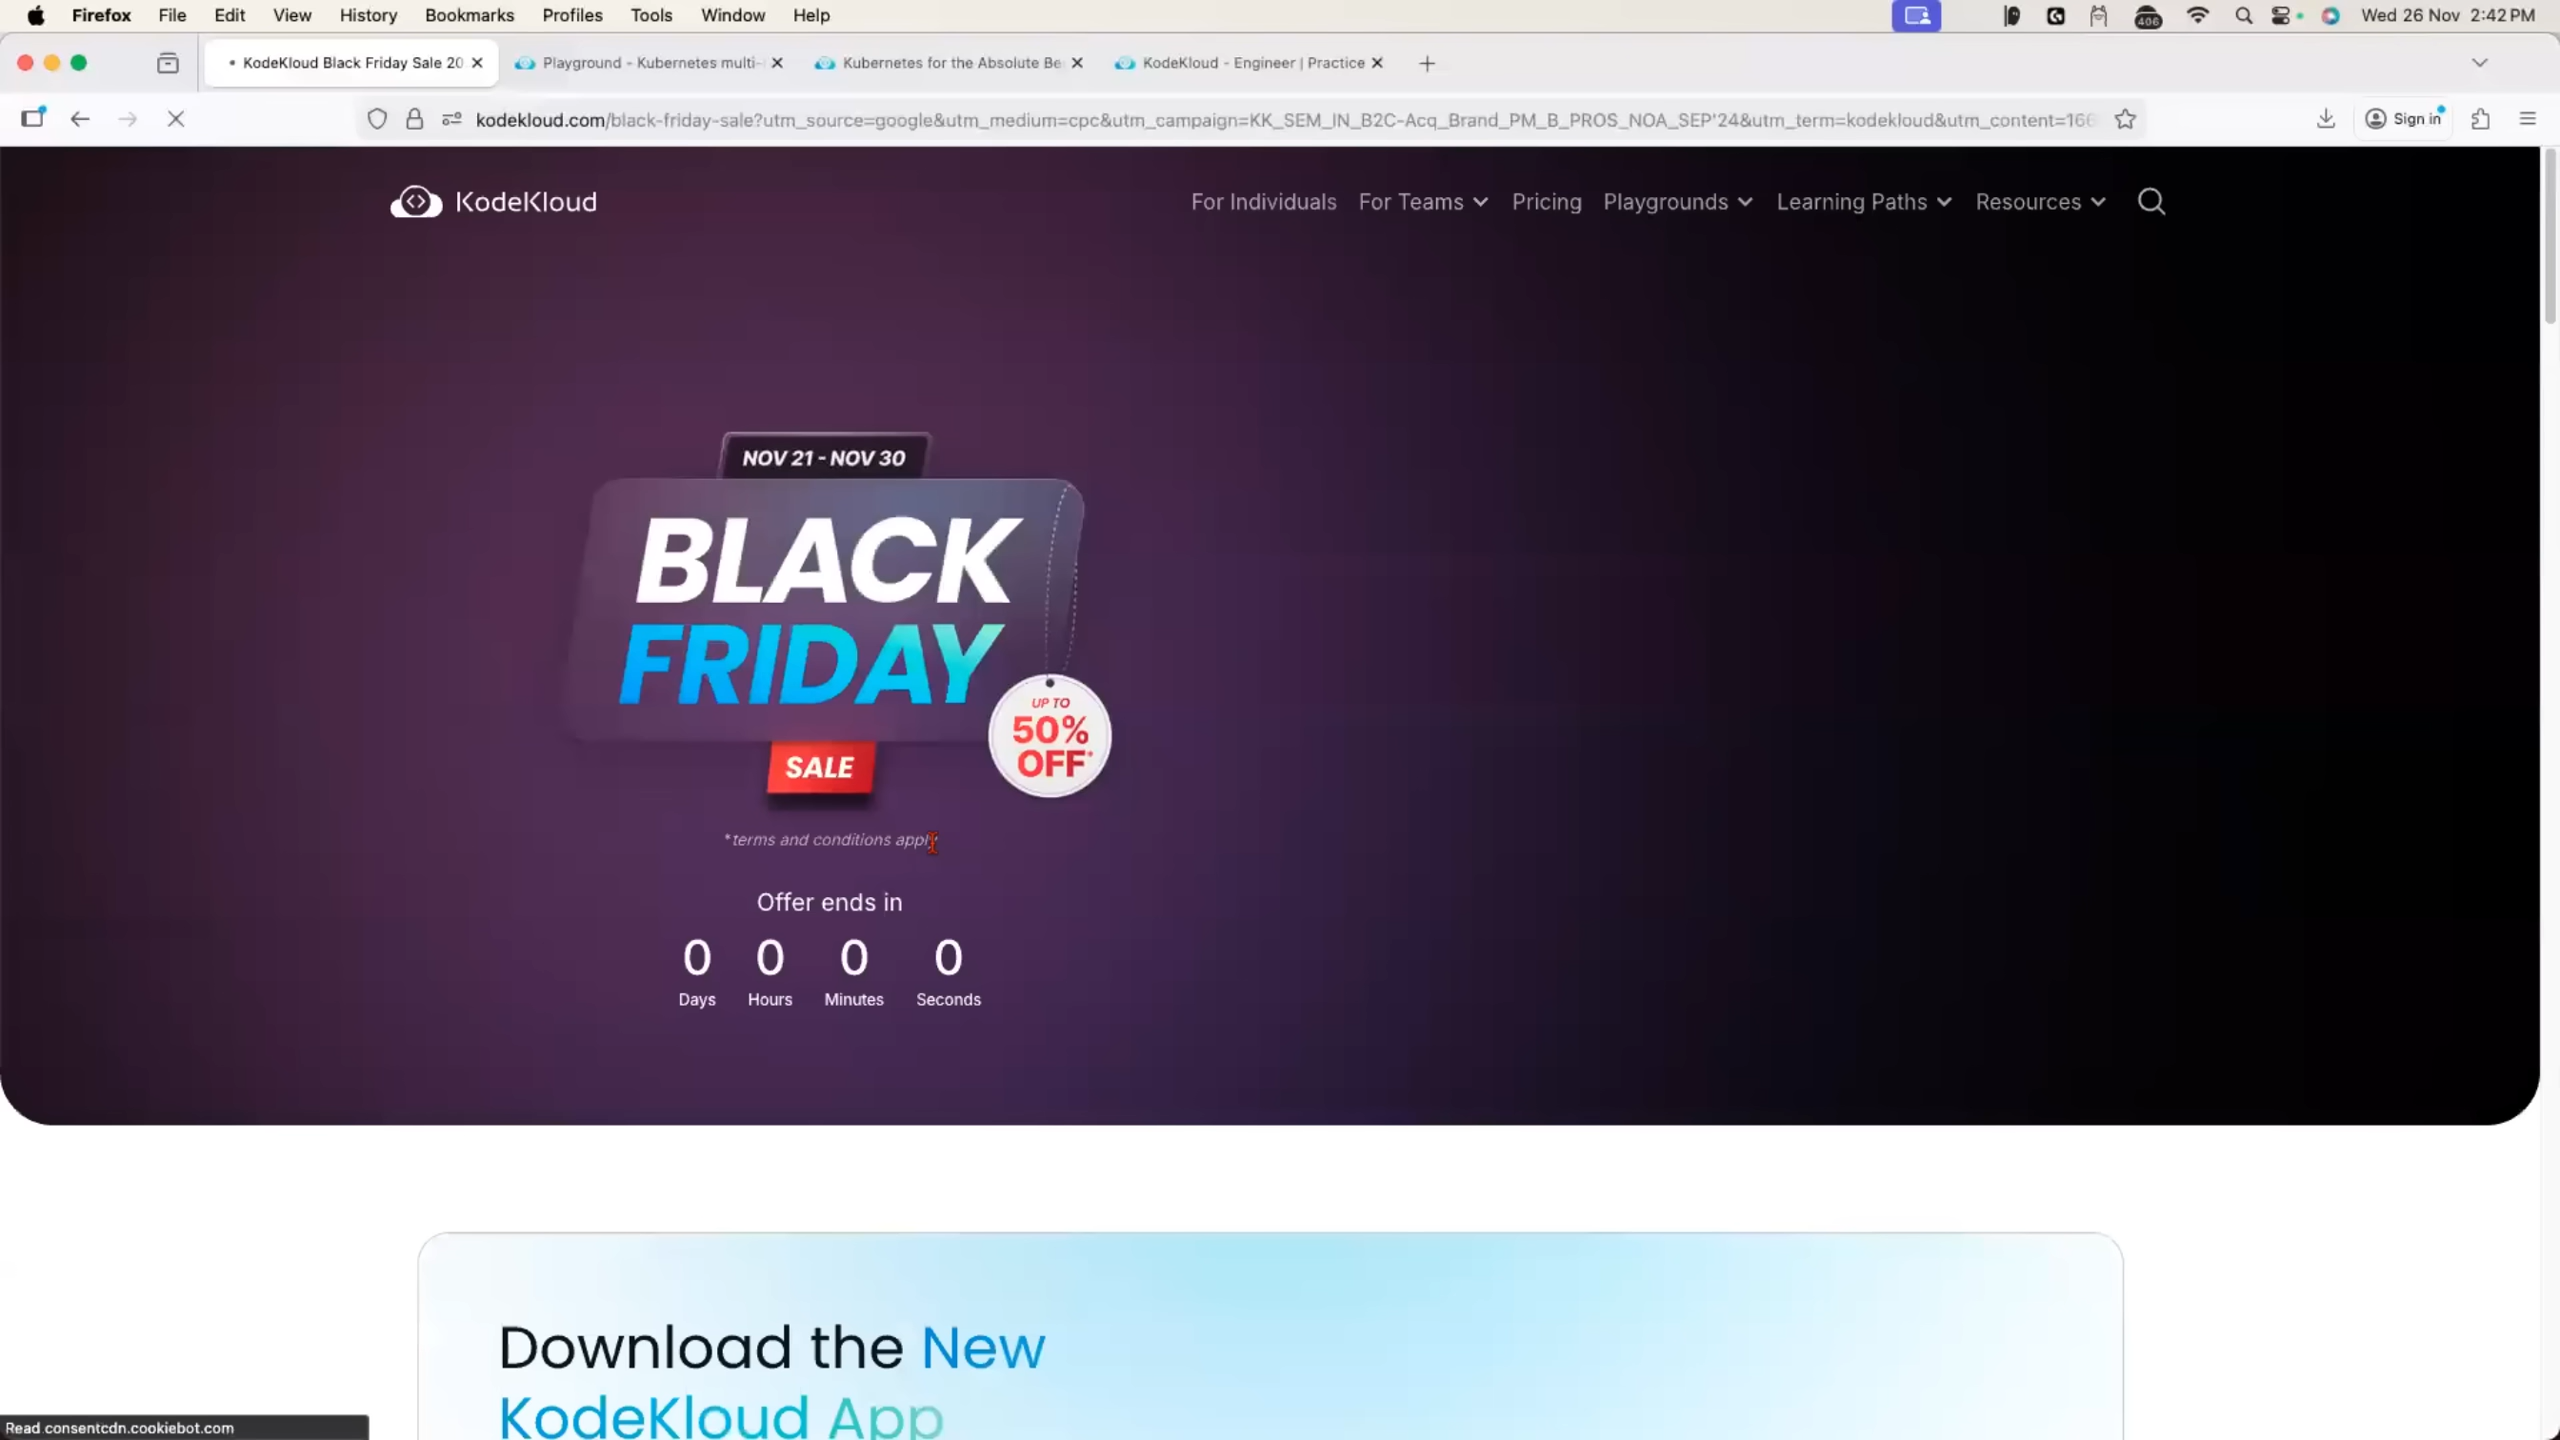 Firefox File Edit View History Bookmarks Profiles Tools Window Help
406
Wed 26 Nov 2:42 PM
KodeKloud Black Friday Sale 20
Playground - Kubernetes multi-
Kubernetes for the Absolute Be
KodeKloud - Engineer | Practice
kodekloud.com/black-friday-sale?utm_source=google&utm_medium=cpc&utm_campaign=KK_SEM_IN_B2C-Acq_Brand_PM_B_PROS_NOA_SEP'24&utm_term=kodekloud&utm_content=166
Sign in
KodeKloud
For Individuals For Teams Pricing Playgrounds Learning Paths Resources
NOV 21 - NOV 30
BLACK
FRIDAY
UP TO
50%
OFF*
SALE
*terms and conditions apply
Offer ends in
0 0 0 0
Days Hours Minutes Seconds
Download the New
KodeKloud App
Read consentcdn.cookiebot.com